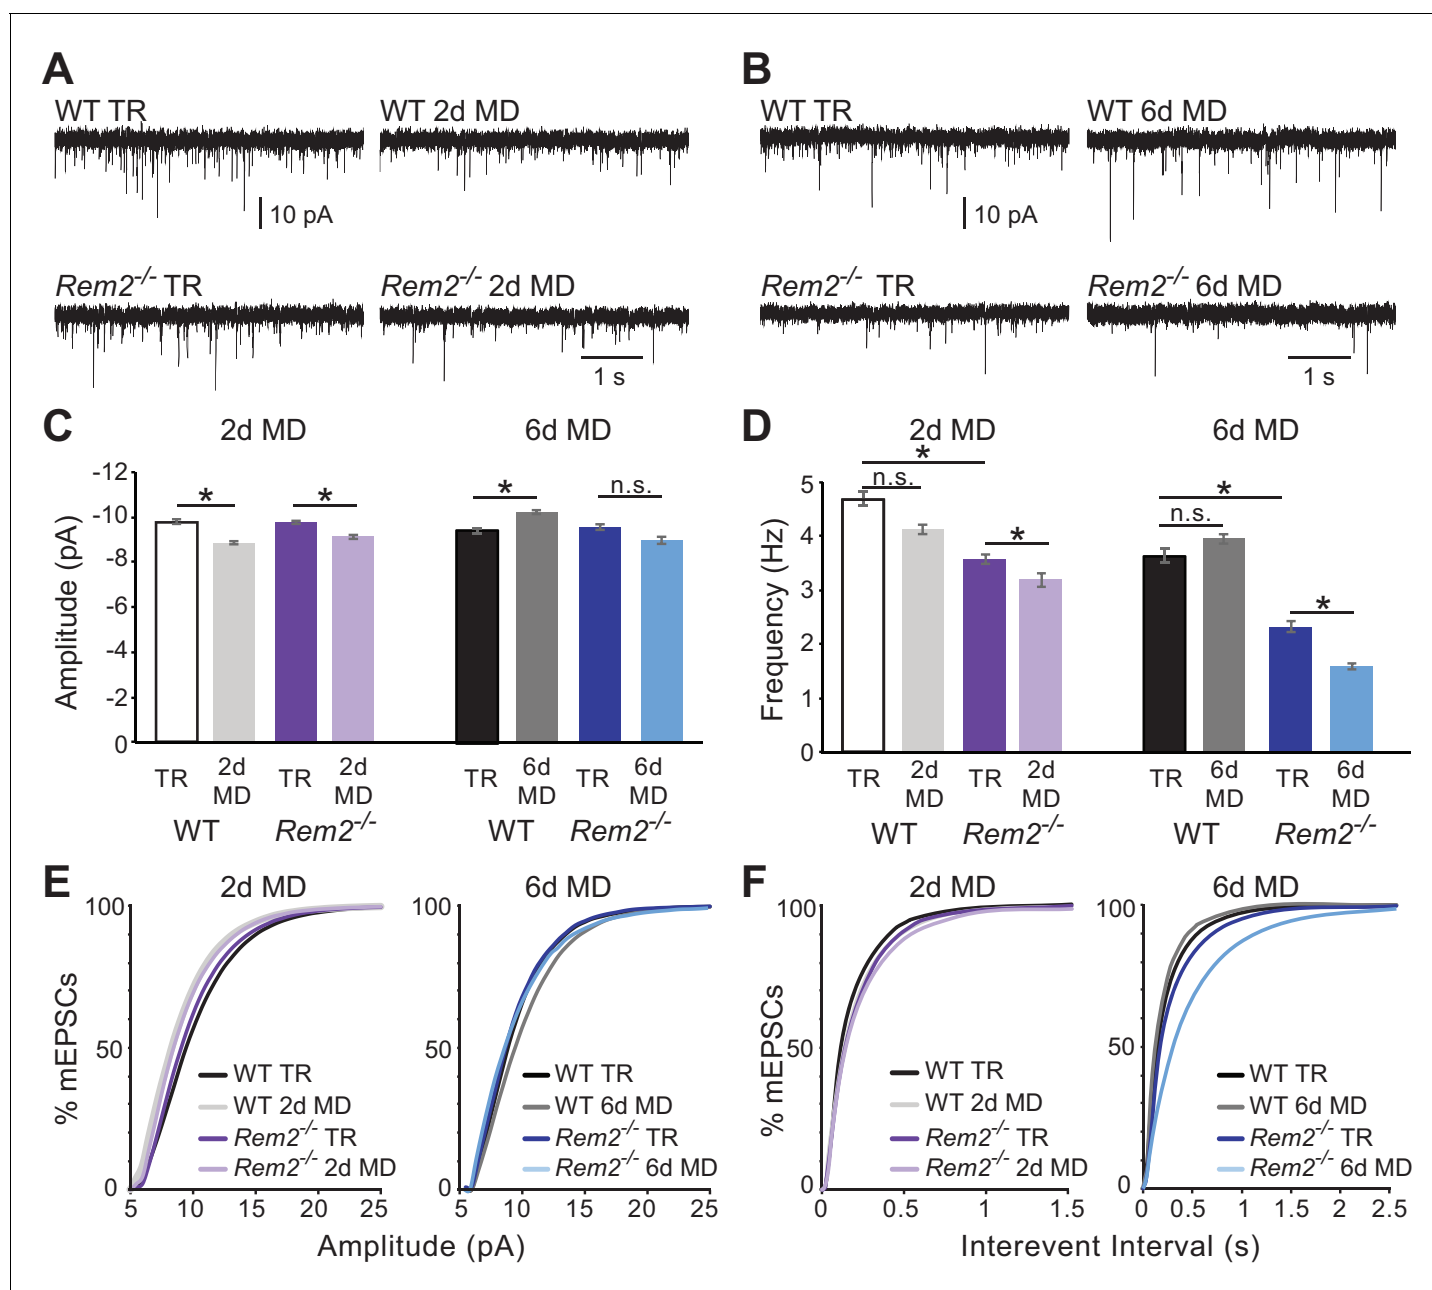 A
B
WT TR
WT 2d MD
WT TR
WT 6d MD
10 pA
10 pA
Rem2-/- TR
Rem2-/- 2d MD
Rem2-/- TR
Rem2-/- 6d MD
1 s
1 s
C
2d MD
6d MD
Amplitude (pA)
-12
-10
-8
-6
-4
-2
0
*
*
*
n.s.
TR
2d MD
TR
2d MD
TR
6d MD
TR
6d MD
WT
Rem2-/-
WT
Rem2-/-
D
2d MD
6d MD
Frequency (Hz)
5
4
3
2
1
0
*
n.s.
*
*
n.s.
*
TR
2d MD
TR
2d MD
TR
6d MD
TR
6d MD
WT
Rem2-/-
WT
Rem2-/-
E
2d MD
6d MD
% mEPSCs
100
50
0
WT TR
WT 2d MD
Rem2-/- TR
Rem2-/- 2d MD
5 10 15 20 25
100
50
0
WT TR
WT 6d MD
Rem2-/- TR
Rem2-/- 6d MD
5 10 15 20 25
Amplitude (pA)
F
2d MD
6d MD
% mEPSCs
100
50
0
WT TR
WT 2d MD
Rem2-/- TR
Rem2-/- 2d MD
0 0.5 1 1.5
100
50
0
WT TR
WT 6d MD
Rem2-/- TR
Rem2-/- 6d MD
0 0.5 1 1.5 2 2.5
Interevent Interval (s)